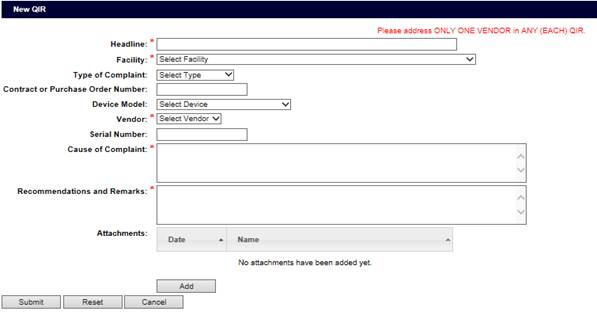 New QIR
Please address ONLY ONE VENDOR in ANY (EACH) QIR.
Headline: *
Facility: * Select Facility
Type of Complaint: Select Type
Contract or Purchase Order Number:
Device Model: Select Device
Vendor: * Select Vendor
Serial Number:
Cause of Complaint: *
Recommendations and Remarks: *
Attachments: Date Name
No attachments have been added yet.
Add
Submit Reset Cancel